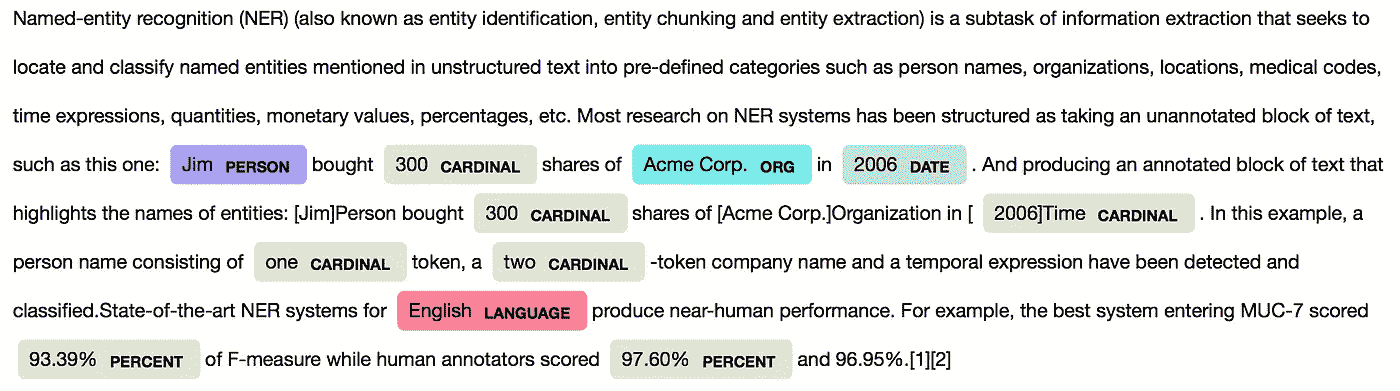 Named-entity recognition (NER) (also known as entity identification, entity chunking and entity extraction) is a subtask of information extraction that seeks to
locate and classify named entities mentioned in unstructured text into pre-defined categories such as person names, organizations, locations, medical codes,
time expressions, quantities, monetary values, percentages, etc. Most research on NER systems has been structured as taking an unannotated block of text,
such as this one: Jim PERSON bought 300 CARDINAL shares of Acme Corp. ORG in 2006 DATE . And producing an annotated block of text that
highlights the names of entities: [Jim]Person bought 300 CARDINAL shares of [Acme Corp.]Organization in [ 2006]Time CARDINAL . In this example, a
person name consisting of one CARDINAL token, a two CARDINAL -token company name and a temporal expression have been detected and
classified.State-of-the-art NER systems for English LANGUAGE produce near-human performance. For example, the best system entering MUC-7 scored
93.39% PERCENT of F-measure while human annotators scored 97.60% PERCENT and 96.95%.[1][2]